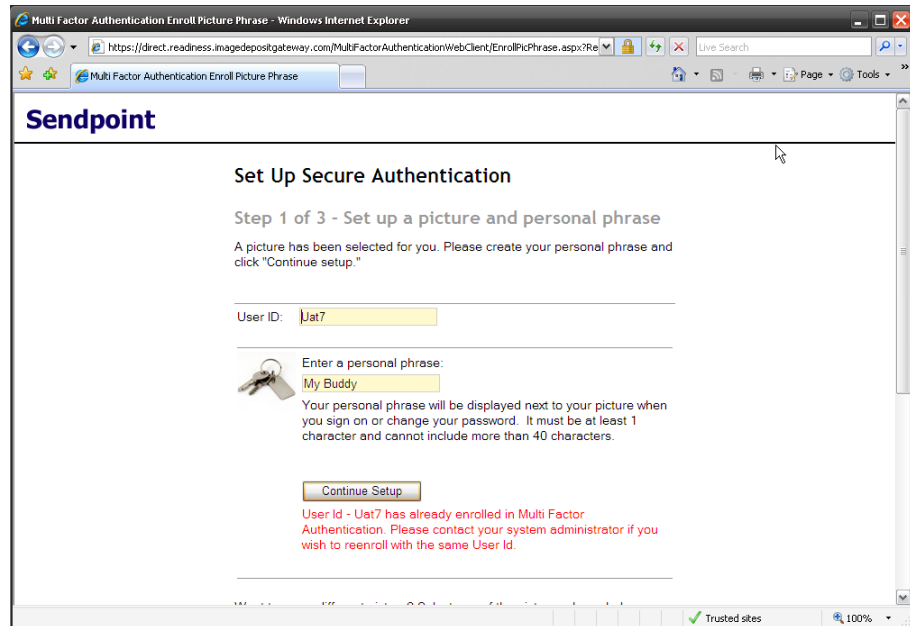 Multi Factor Authentication Enroll Picture Phrase - Windows Internet Explorer
https://direct.readiness.imagedepositgateway.com/MultiFactorAuthenticationWebClient/EnrollPicPhrase.aspx?Re
Live Search
Multi Factor Authentication Enroll Picture Phrase
Page
Tools
Sendpoint
Set Up Secure Authentication
Step 1 of 3 - Set up a picture and personal phrase
A picture has been selected for you. Please create your personal phrase and
click "Continue setup."
User ID: Uat7
Enter a personal phrase:
My Buddy
Your personal phrase will be displayed next to your picture when
you sign on or change your password. It must be at least 1
character and cannot include more than 40 characters.
Continue Setup
User Id - Uat7 has already enrolled in Multi Factor
Authentication. Please contact your system administrator if you
wish to reenroll with the same User Id.
Trusted sites
100%